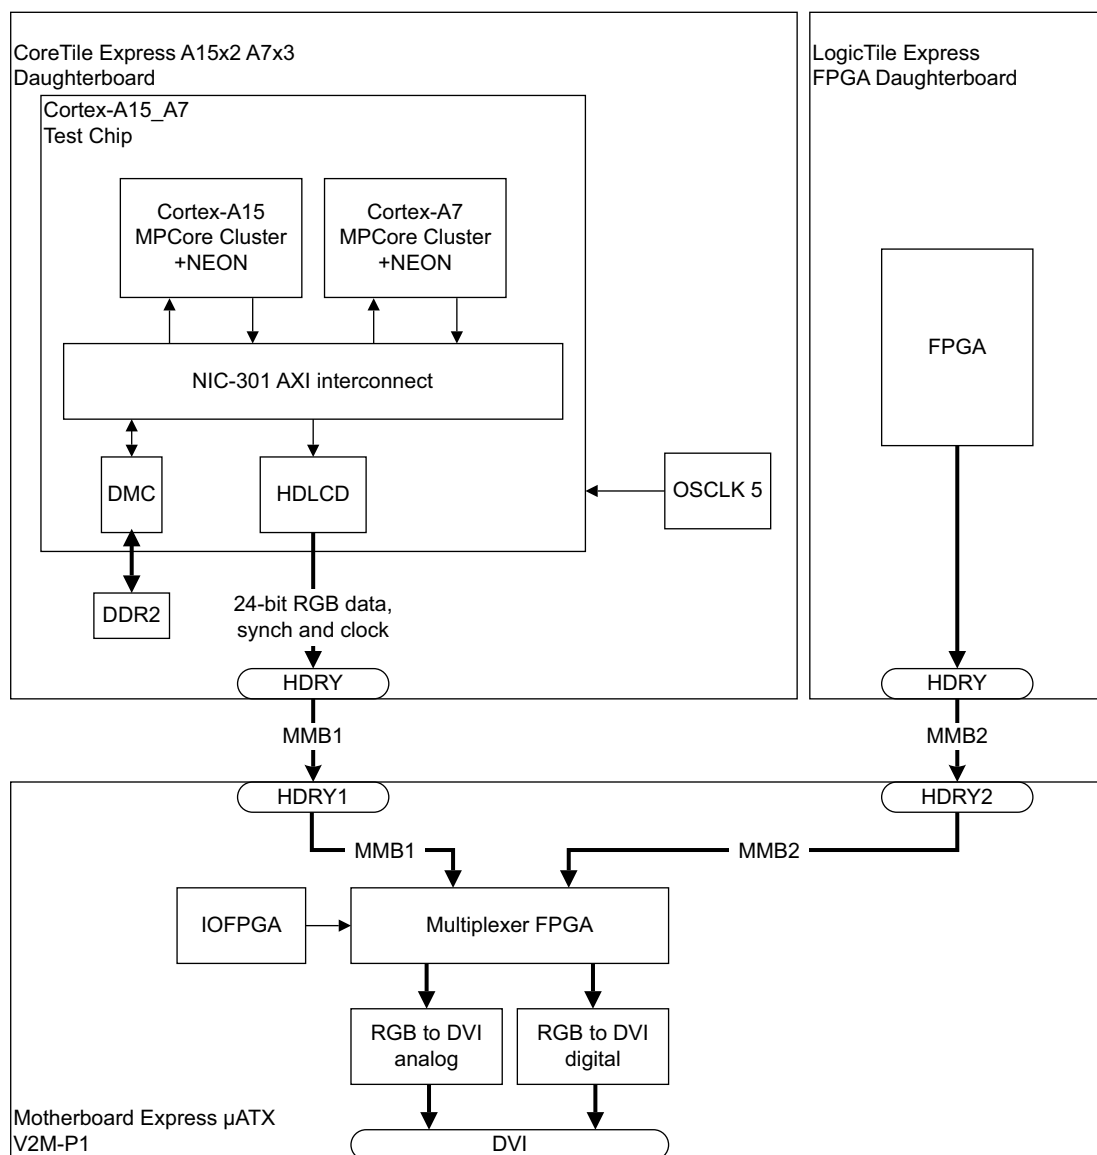 CoreTile Express A15x2 A7x3
Daughterboard
LogicTile Express
FPGA Daughterboard
Cortex-A15_A7
Test Chip
Cortex-A15
MPCore Cluster
+NEON
Cortex-A7
MPCore Cluster
+NEON
FPGA
NIC-301 AXI interconnect
DMC
HDLCD
OSCLK 5
DDR2
24-bit RGB data,
synch and clock
HDRY
HDRY
MMB1
MMB2
HDRY1
HDRY2
MMB1
MMB2
IOFPGA
Multiplexer FPGA
RGB to DVI
analog
RGB to DVI
digital
Motherboard Express µATX
V2M-P1
DVI